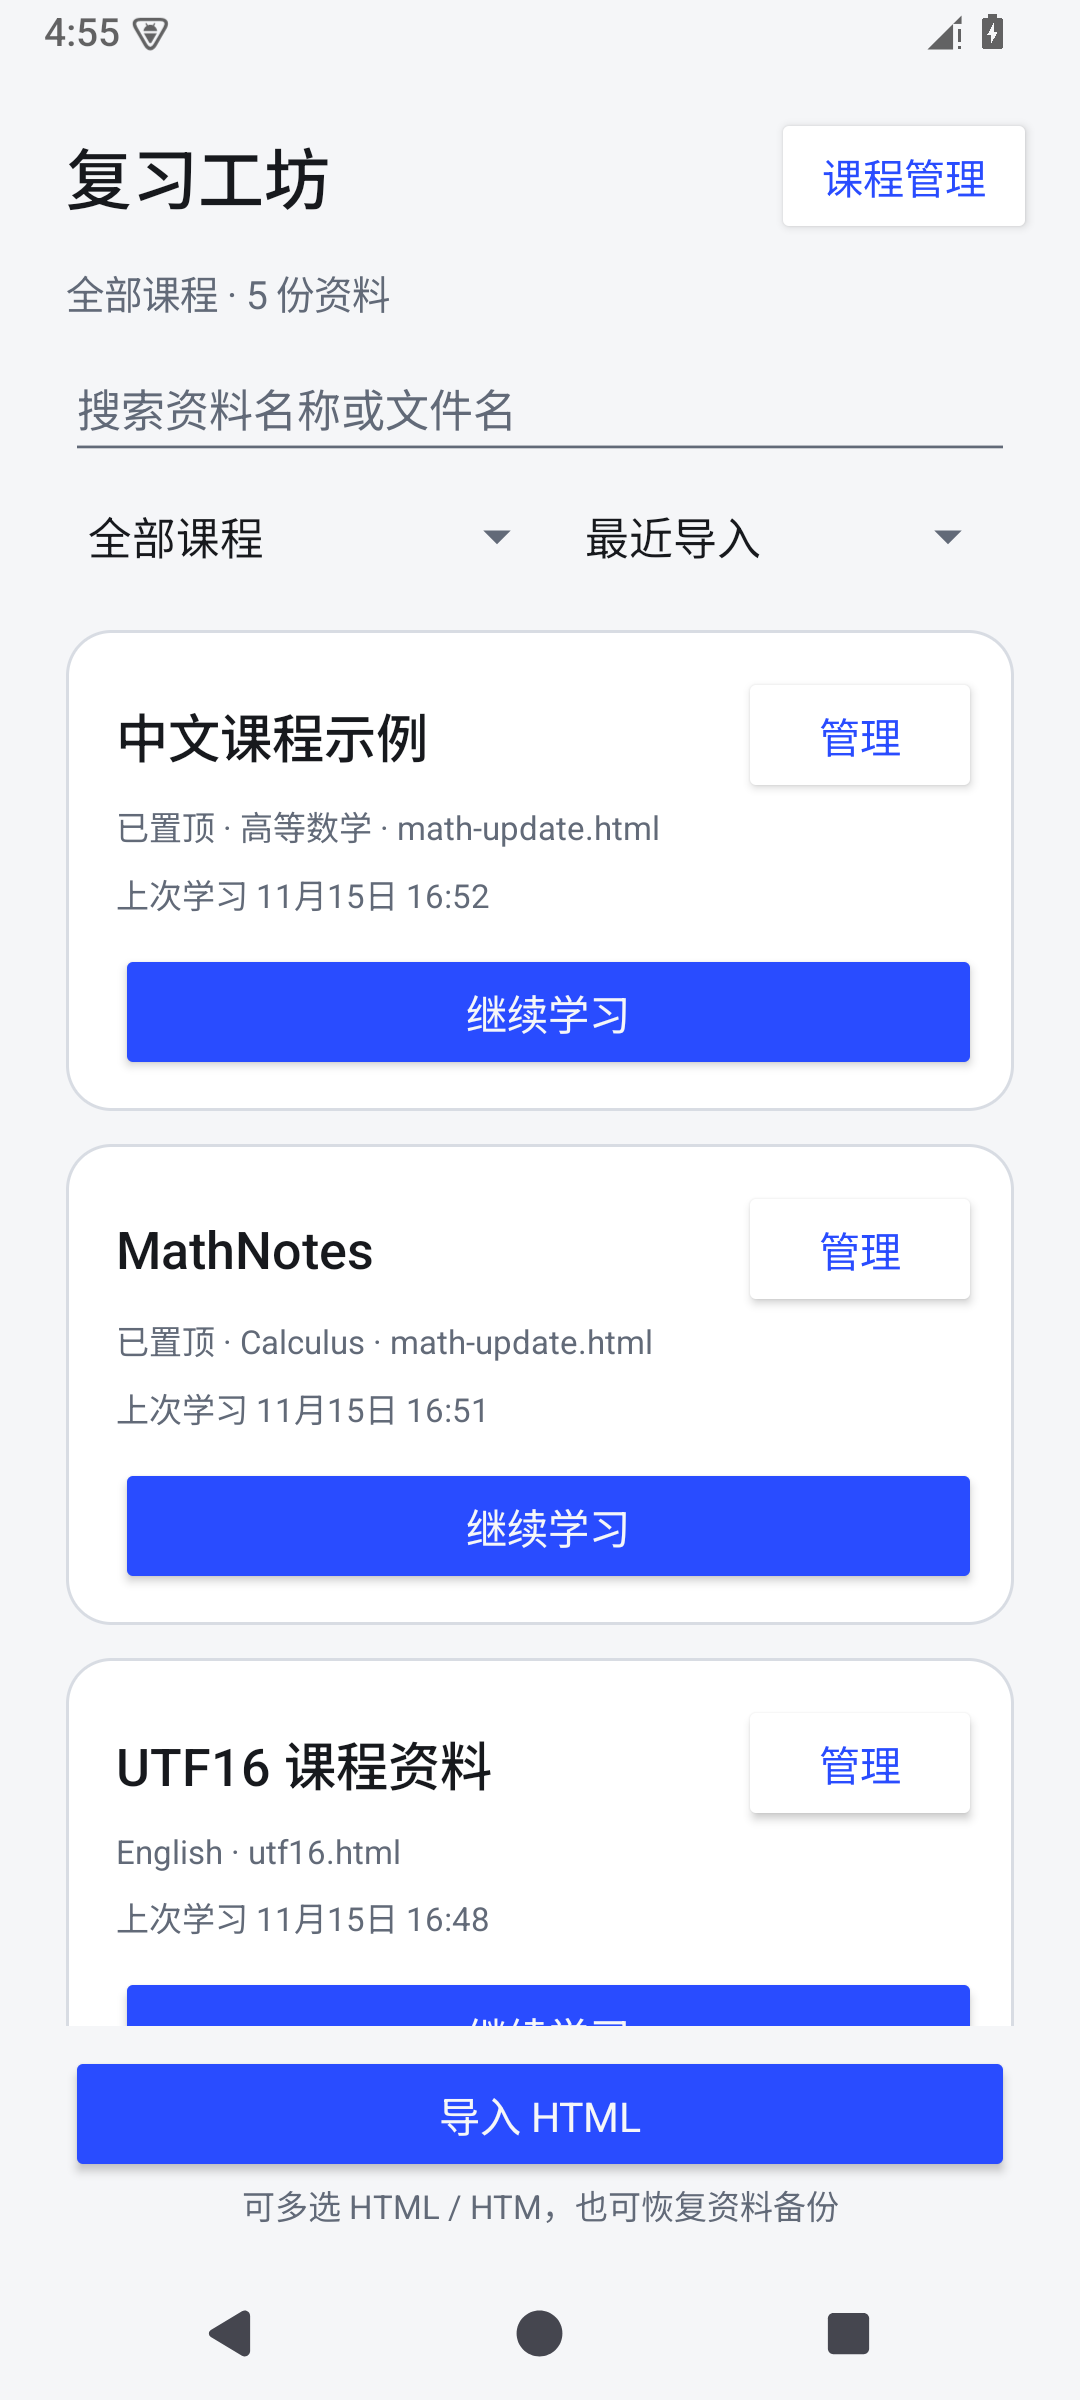 4:55
复习工坊
课程管理
全部课程 · 5 份资料
搜索资料名称或文件名
全部课程
最近导入
中文课程示例
管理
已置顶 · 高等数学 · math-update.html
上次学习 11月15日 16:52
继续学习
MathNotes
管理
已置顶 · Calculus · math-update.html
上次学习 11月15日 16:51
继续学习
UTF16 课程资料
管理
English · utf16.html
上次学习 11月15日 16:48
导入 HTML
可多选 HTML / HTM，也可恢复资料备份